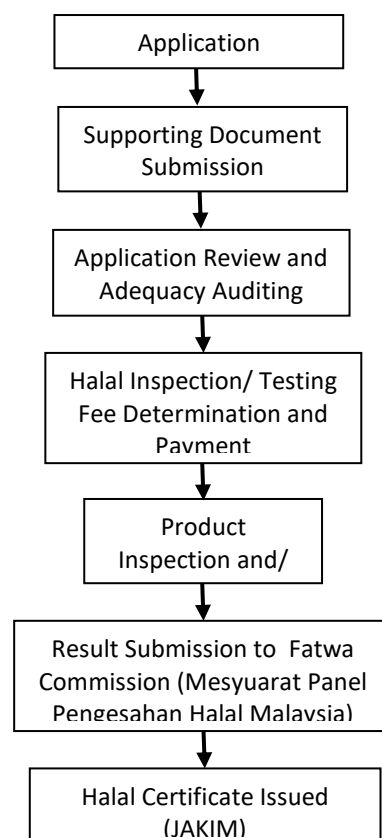 Application
Supporting Document
Submission
Application Review and
Adequacy Auditing
Halal Inspection/ Testing
Fee Determination and
Payment
Product
Inspection and/
Result Submission to Fatwa
Commission (Mesyuarat Panel
Pengesahan Halal Malaysia)
Halal Certificate Issued
(JAKIM)